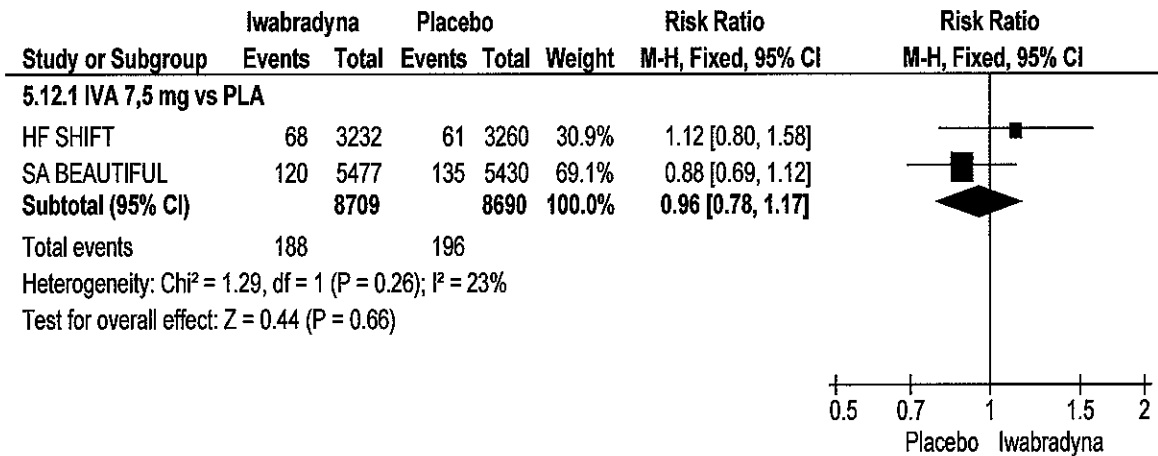 Iwabradyna Placebo Risk Ratio Risk Ratio
Study or Subgroup Events Total Events Total Weight M-H, Fixed, 95% CI M-H, Fixed, 95% CI
5.12.1 IVA 7,5 mg vs PLA
HF SHIFT 68 3232 61 3260 30.9% 1.12 [0.80, 1.58]
SA BEAUTIFUL 120 5477 135 5430 69.1% 0.88 [0.69, 1.12]
Subtotal (95% CI) 8709 8690 100.0% 0.96 [0.78, 1.17]
Total events 188 196
Heterogeneity: Chi² = 1.29, df = 1 (P = 0.26); I² = 23%
Test for overall effect: Z = 0.44 (P = 0.66)
0.5 0.7 1 1.5 2
Placebo Iwabradyna